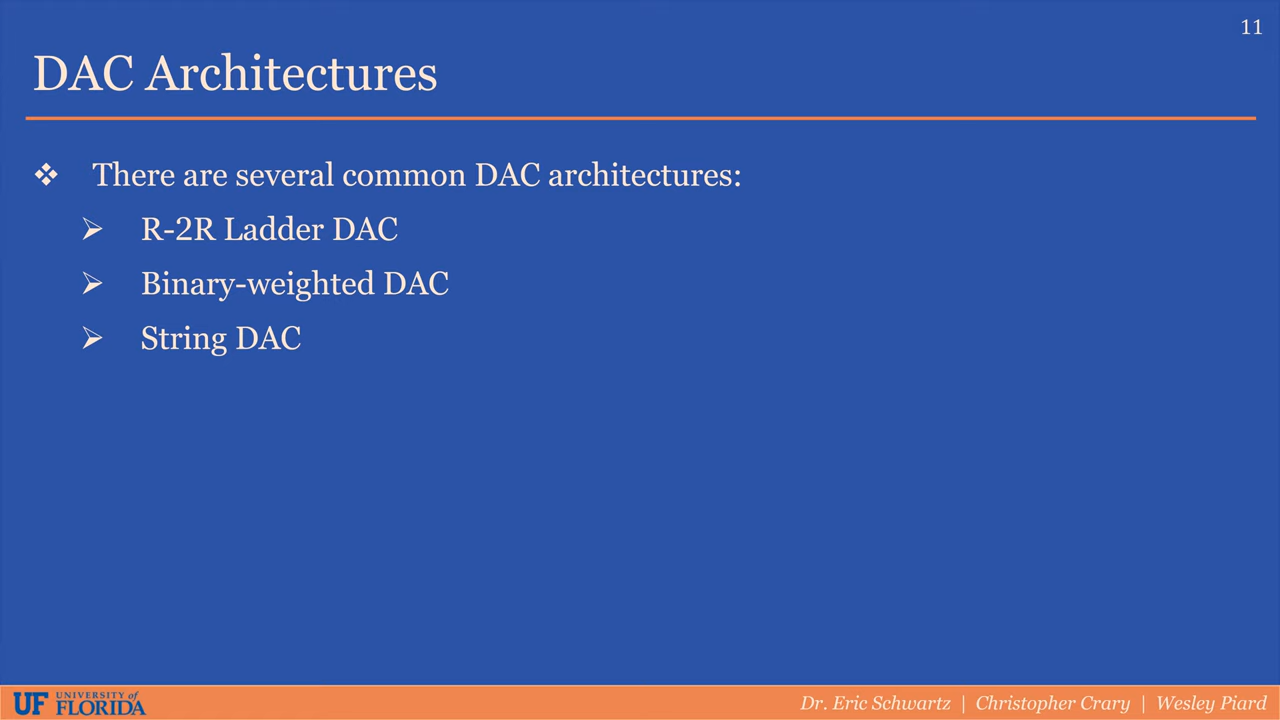 11
DAC Architectures
There are several common DAC architectures:
R-2R Ladder DAC
Binary-weighted DAC
String DAC
UF UNIVERSITY of FLORIDA
Dr. Eric Schwartz | Christopher Crary | Wesley Piard